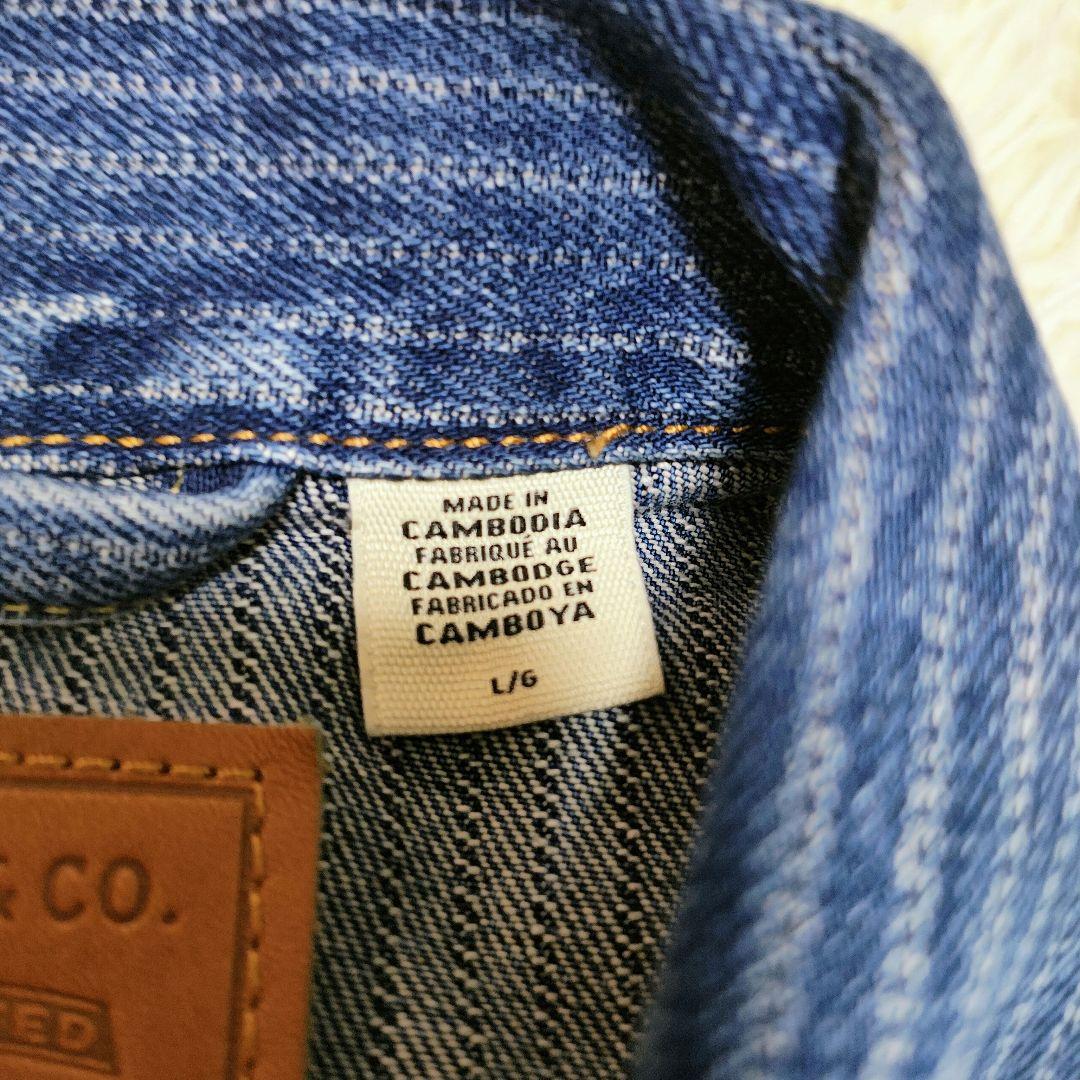 MADE IN
CAMBODIA
FABRIQUÉ AU
CAMBODGE
FABRICADO EN
CAMBOYA
L/G
& CO.